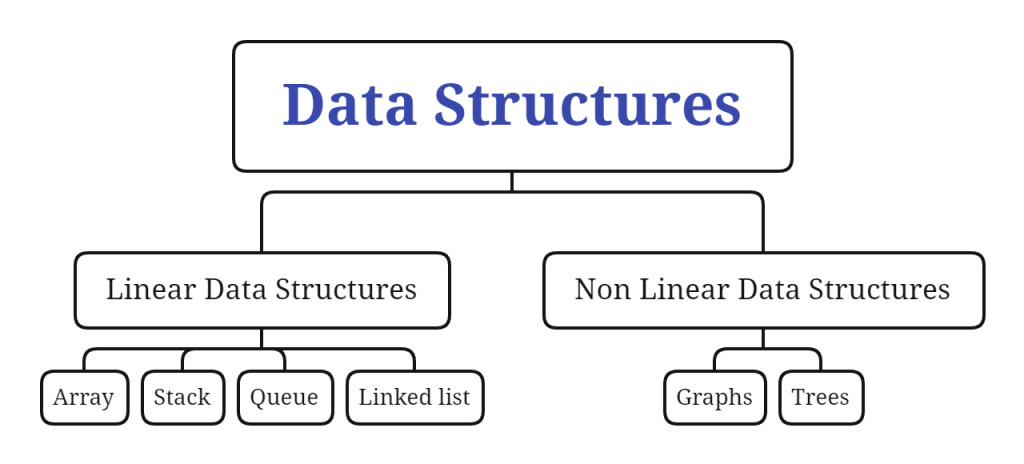 Data Structures
Linear Data Structures
Non Linear Data Structures
Array
Stack
Queue
Linked list
Graphs
Trees